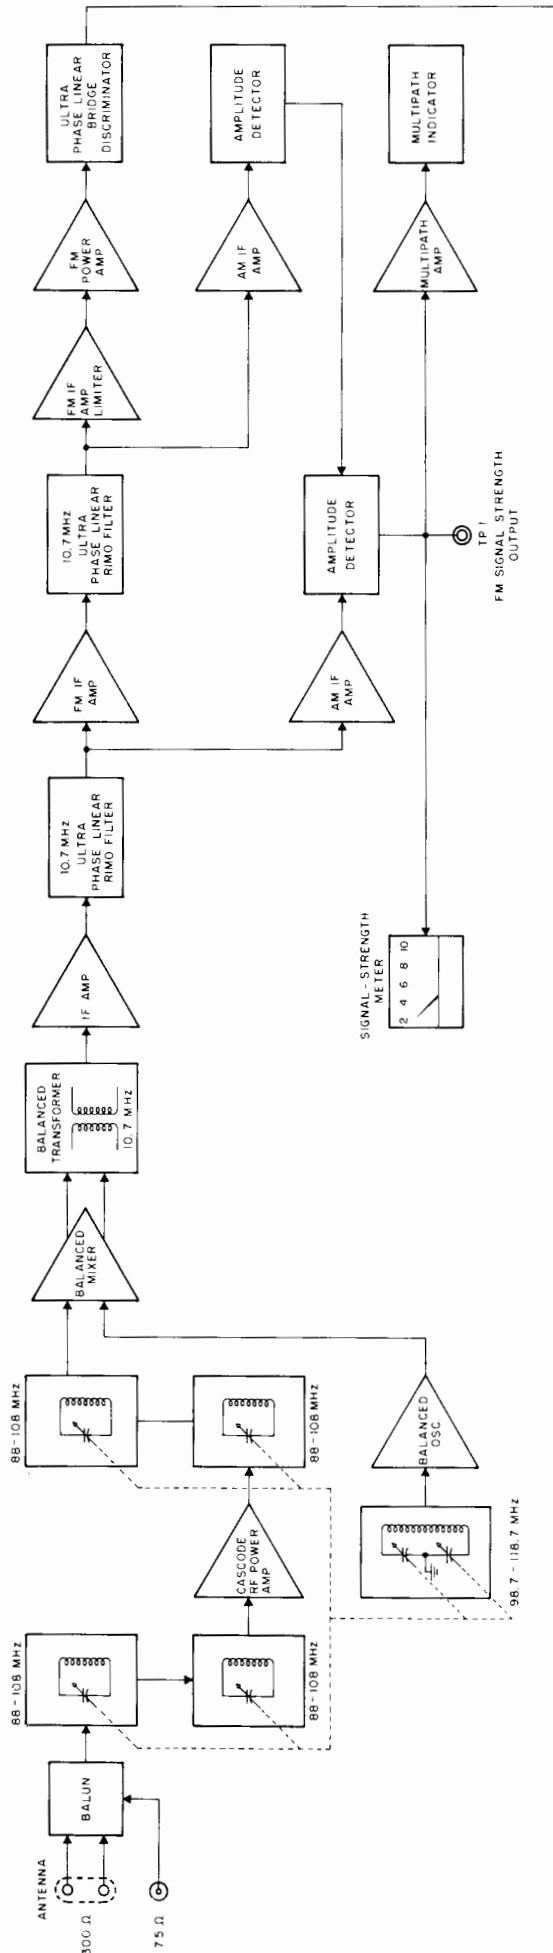 ANTENNA
300 Ω
75 Ω
BALUN
88-108 MHz
88-108 MHz
CASCODE
RF POWER
AMP
88-108 MHz
88-108 MHz
98.7-118.7 MHz
BALANCED
OSC
BALANCED
MIXER
BALANCED
TRANSFORMER
10.7 MHz
IF AMP
10.7 MHz
ULTRA
PHASE LINEAR
RIMO FILTER
FM IF
AMP
10.7 MHz
ULTRA
PHASE LINEAR
RIMO FILTER
FM IF
AMP
LIMITER
FM
POWER
AMP
ULTRA
PHASE LINEAR
BRIDGE
DISCRIMINATOR
AM IF
AMP
AMPLITUDE
DETECTOR
AM IF
AMP
AMPLITUDE
DETECTOR
SIGNAL-STRENGTH
METER
2 4 6 8 10
TP 1
FM SIGNAL STRENGTH
OUTPUT
MULTIPATH
AMP
MULTIPATH
INDICATOR